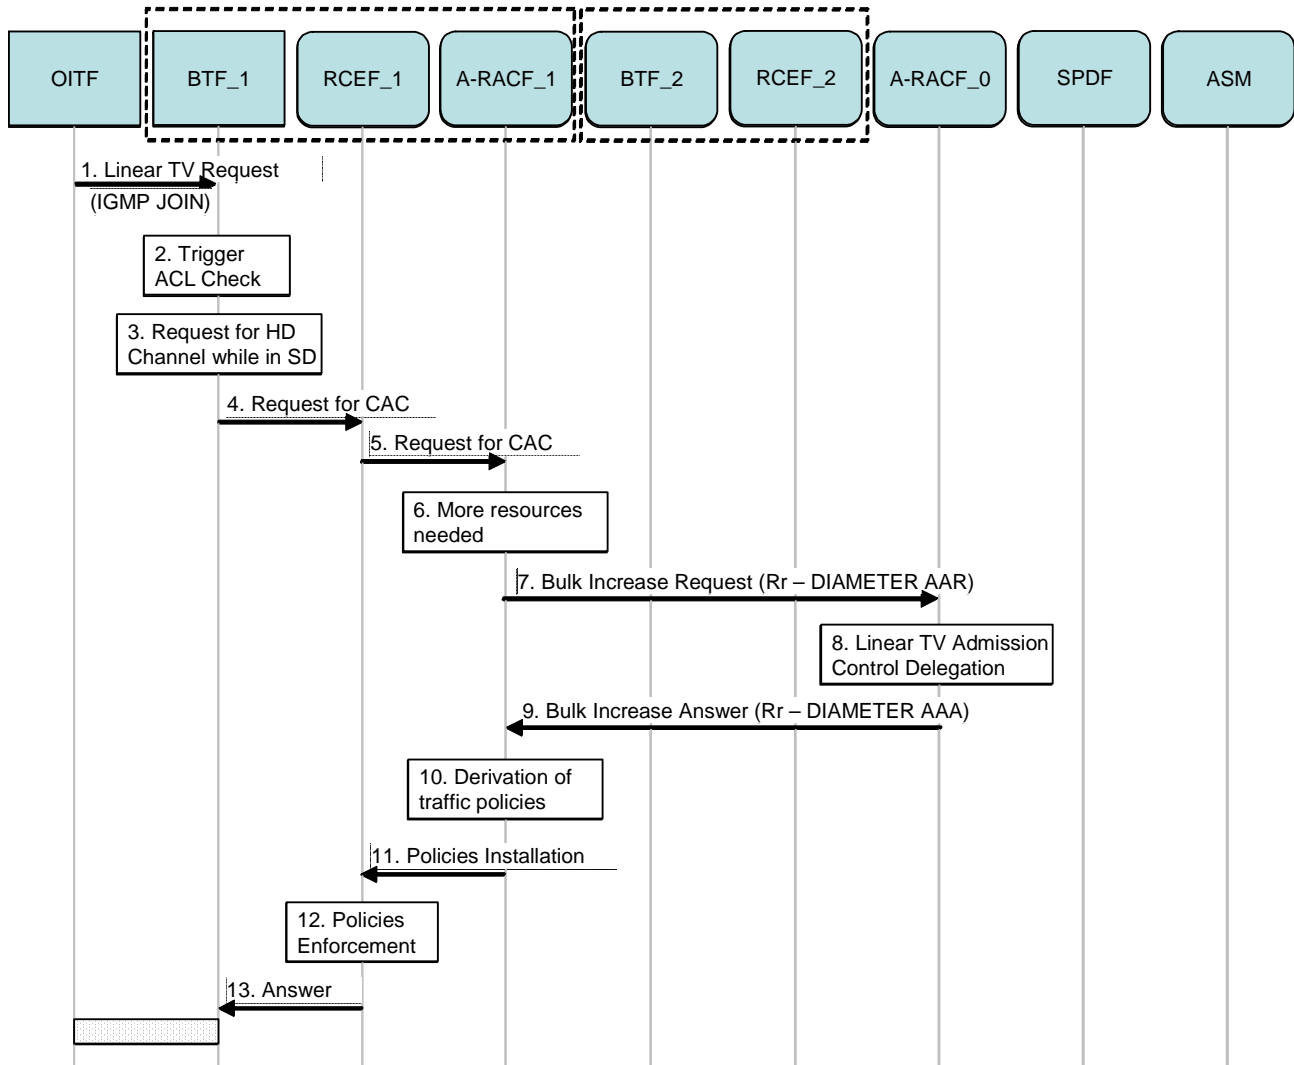 OITF
BTF_1
RCEF_1
A-RACF_1
BTF_2
RCEF_2
A-RACF_0
SPDF
ASM
1. Linear TV Request
(IGMP JOIN)
2. Trigger
ACL Check
3. Request for HD
Channel while in SD
4. Request for CAC
5. Request for CAC
6. More resources
needed
7. Bulk Increase Request (Rr – DIAMETER AAR)
8. Linear TV Admission
Control Delegation
9. Bulk Increase Answer (Rr – DIAMETER AAA)
10. Derivation of
traffic policies
11. Policies Installation
12. Policies
Enforcement
13. Answer